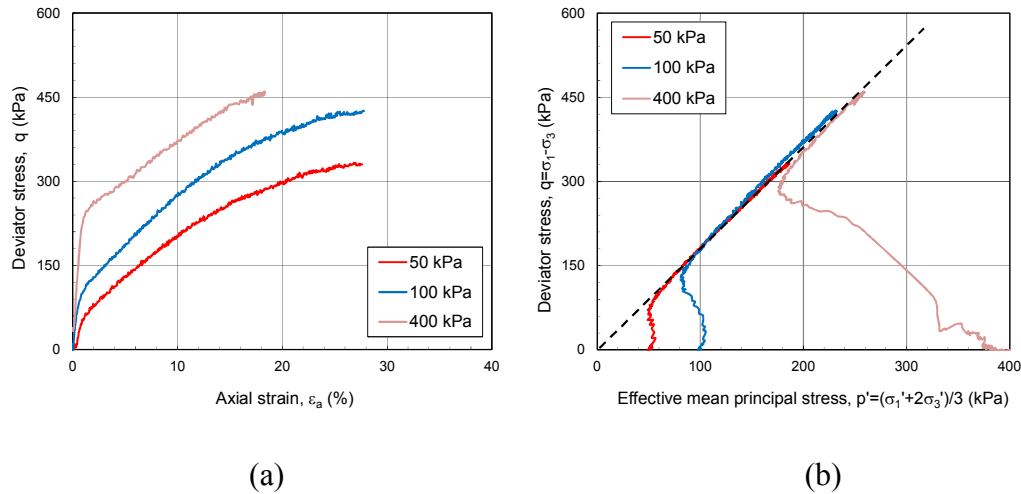 600
450
300
150
0
0
10
20
30
40
Deviator stress, q (kPa)
Axial strain, εa (%)
50 kPa
100 kPa
400 kPa
(a)
600
450
300
150
0
0
100
200
300
400
Deviator stress, q=σ1-σ3 (kPa)
Effective mean principal stress, p'=(σ1'+2σ3')/3 (kPa)
50 kPa
100 kPa
400 kPa
(b)